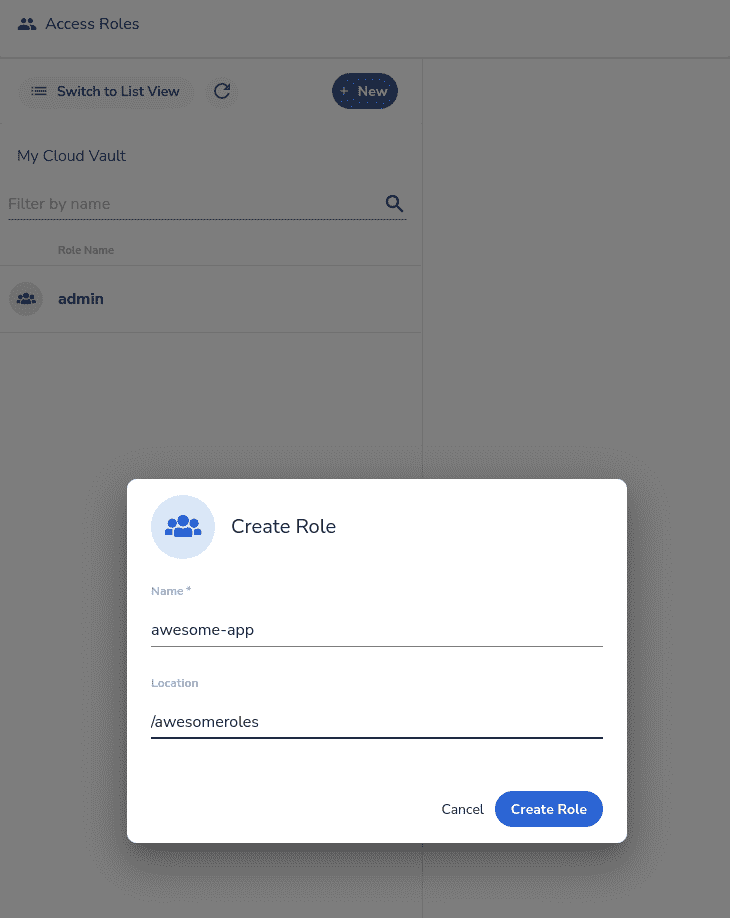 Access Roles
Switch to List View
+ New
My Cloud Vault
Filter by name
Role Name
admin
Create Role
Name *
awesome-app
Location
/awesomeroles
Cancel
Create Role